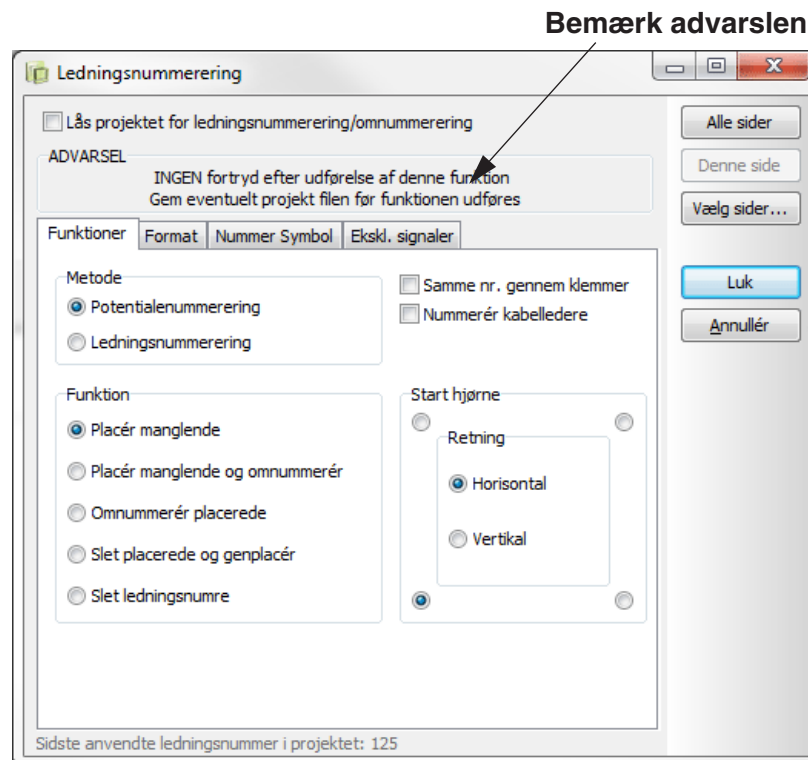 Bemærk advarslen
Ledningsnummerering
Lås projektet for ledningsnummerering/omnummerering
ADVARSEL
INGEN fortryd efter udførelse af denne funktion
Gem eventuelt projekt filen før funktionen udføres
Alle sider
Denne side
Vælg sider...
Luk
Annullér
Funktioner Format Nummer Symbol Ekskl. signaler
Metode
Potentialenummerering
Ledningsnummerering
Samme nr. gennem klemmer
Nummerér kabelledere
Funktion
Placér manglende
Placér manglende og omnummerér
Omnummerér placerede
Slet placerede og genplacér
Slet ledningsnumre
Start hjørne
Retning
Horisontal
Vertikal
Sidste anvendte ledningsnummer i projektet: 125